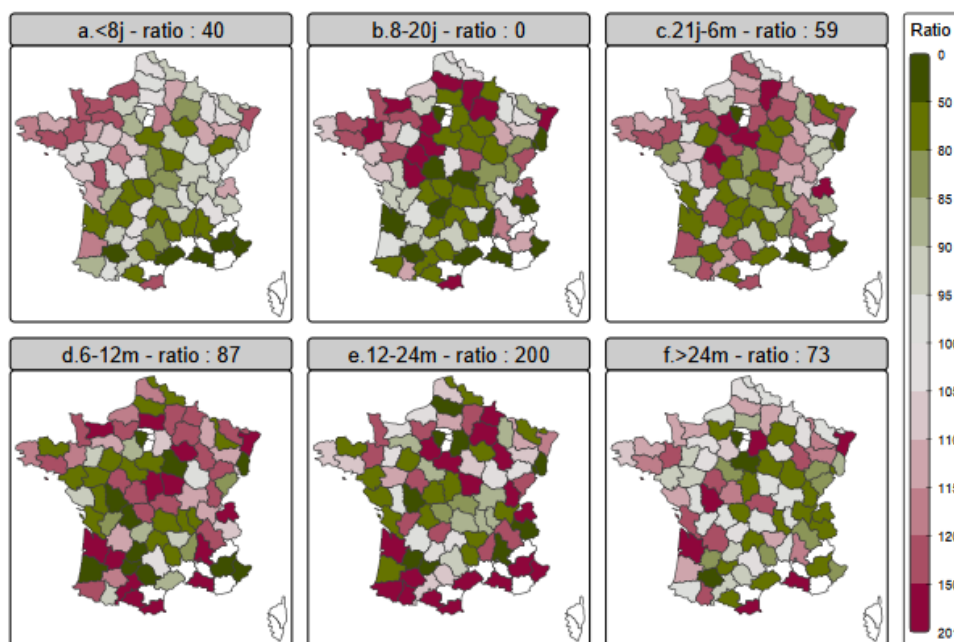 a.<8j - ratio : 40
b.8-20j - ratio : 0
c.21j-6m - ratio : 59
Ratio
0
50
80
85
90
95
100
105
110
115
120
150
201
d.6-12m - ratio : 87
e.12-24m - ratio : 200
f.>24m - ratio : 73